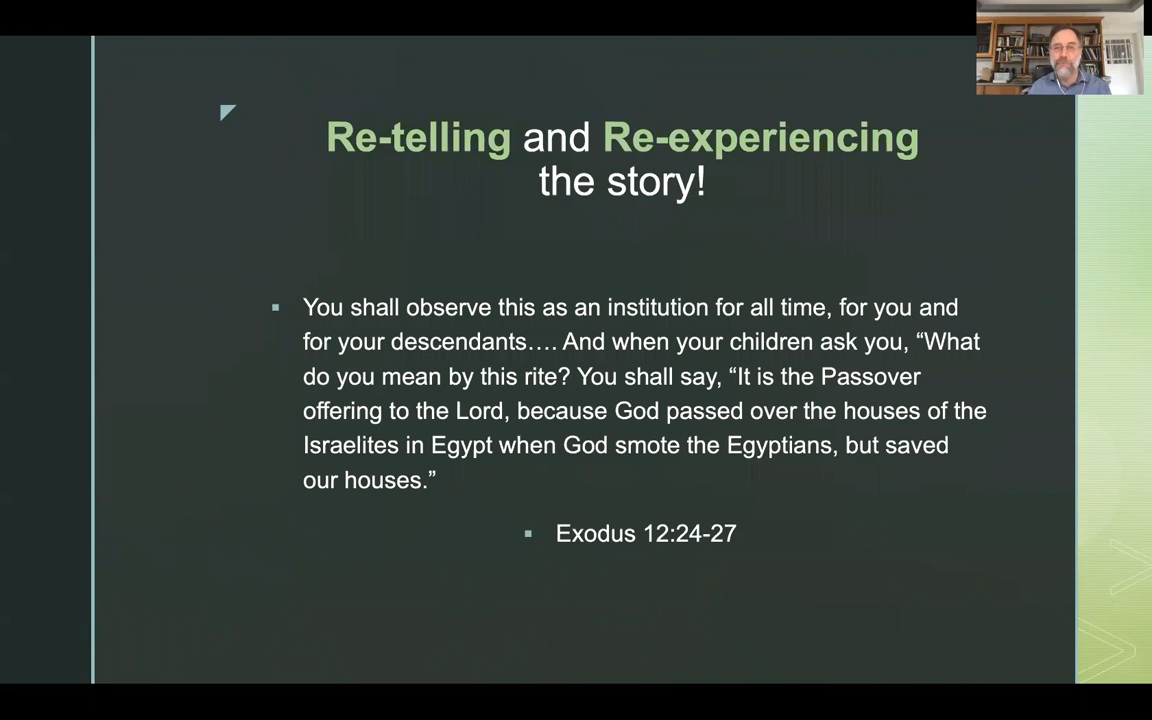 Re-telling and Re-experiencing
the story!
You shall observe this as an institution for all time, for you and
for your descendants…. And when your children ask you, “What
do you mean by this rite? You shall say, “It is the Passover
offering to the Lord, because God passed over the houses of the
Israelites in Egypt when God smote the Egyptians, but saved
our houses.”
Exodus 12:24-27